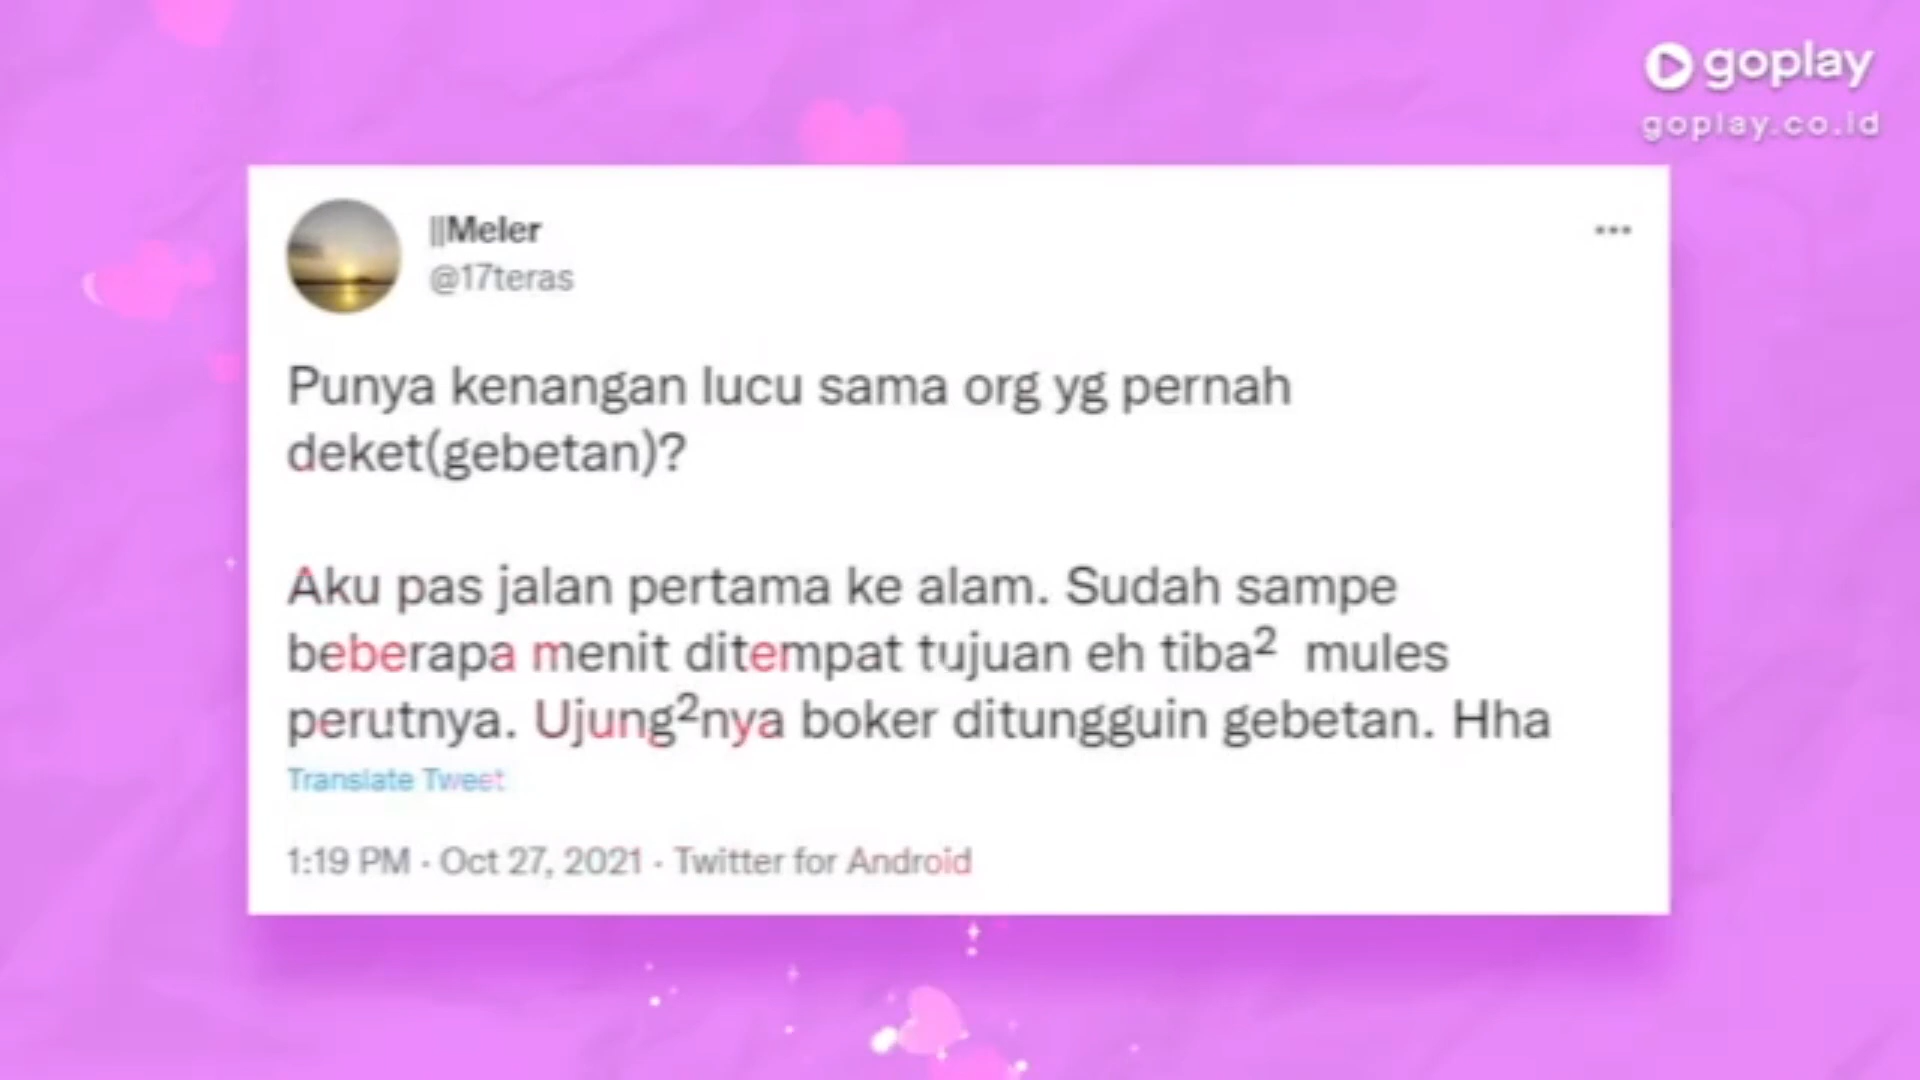 goplay
goplay.co.id
||Meler
@17teras
Punya kenangan lucu sama org yg pernah
deket(gebetan)?
Aku pas jalan pertama ke alam. Sudah sampe
beberapa menit ditempat tujuan eh tiba² mules
perutnya. Ujung²nya boker ditungguin gebetan. Hha
Translate Tweet
1:19 PM · Oct 27, 2021 · Twitter for Android